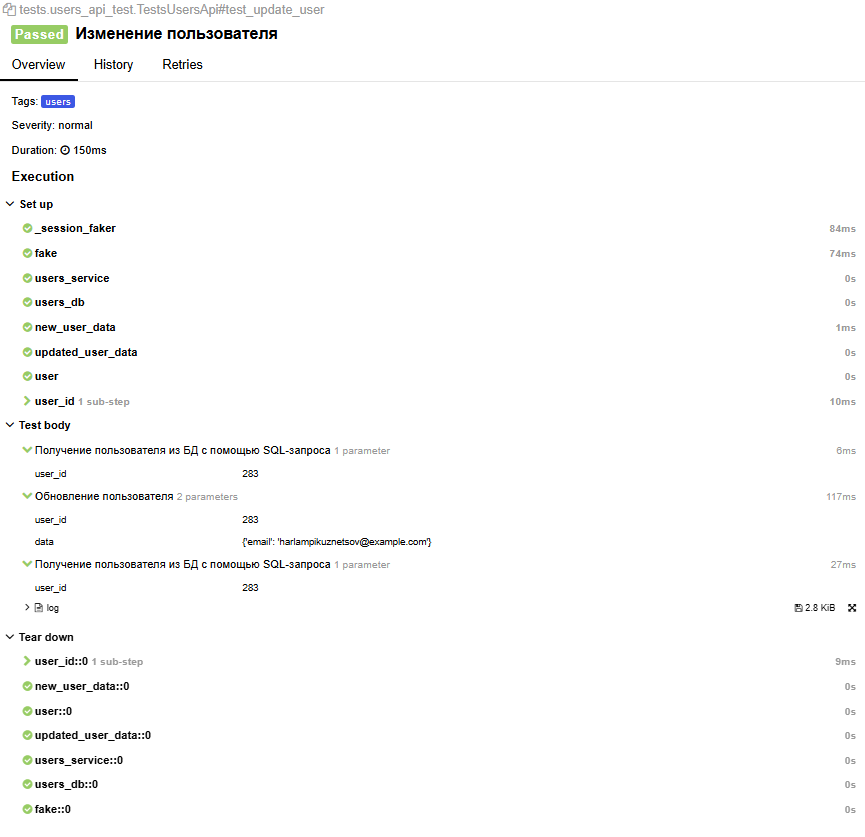 tests.users_api_test.TestsUsersApi#test_update_user
Passed Изменение пользователя
Overview History Retries
Tags: users
Severity: normal
Duration: 150ms
Execution
Set up
_session_faker 84ms
fake 74ms
users_service 0s
users_db 0s
new_user_data 1ms
updated_user_data 0s
user 0s
user_id 1 sub-step 10ms
Test body
Получение пользователя из БД с помощью SQL-запроса 1 parameter 6ms
user_id 283
Обновление пользователя 2 parameters 117ms
user_id 283
data {'email': 'harlampikuznetsov@example.com'}
Получение пользователя из БД с помощью SQL-запроса 1 parameter 27ms
user_id 283
log 2.8 KiB
Tear down
user_id::0 1 sub-step 9ms
new_user_data::0 0s
user::0 0s
updated_user_data::0 0s
users_service::0 0s
users_db::0 0s
fake::0 0s